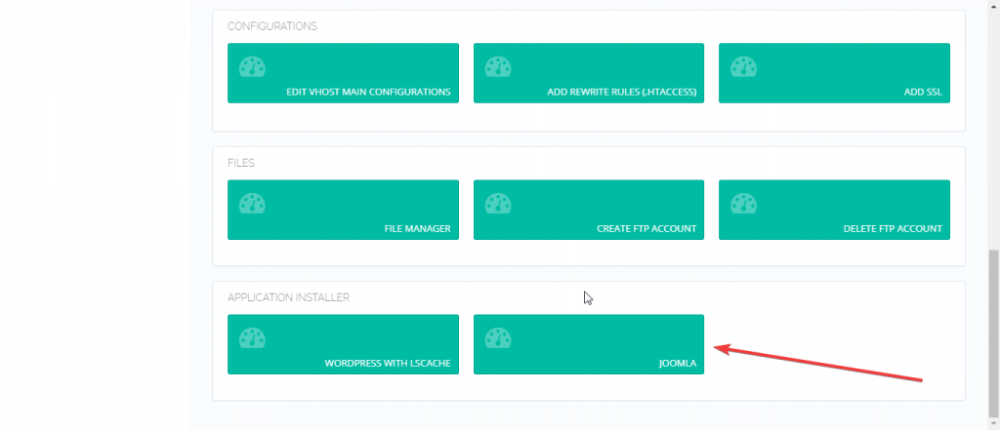 CONFIGURATIONS
EDIT VHOST MAIN CONFIGURATIONS
ADD REWRITE RULES (.HTACCESS)
ADD SSL
FILES
FILE MANAGER
CREATE FTP ACCOUNT
DELETE FTP ACCOUNT
APPLICATION INSTALLER
WORDPRESS WITH LSCACHE
JOOMLA